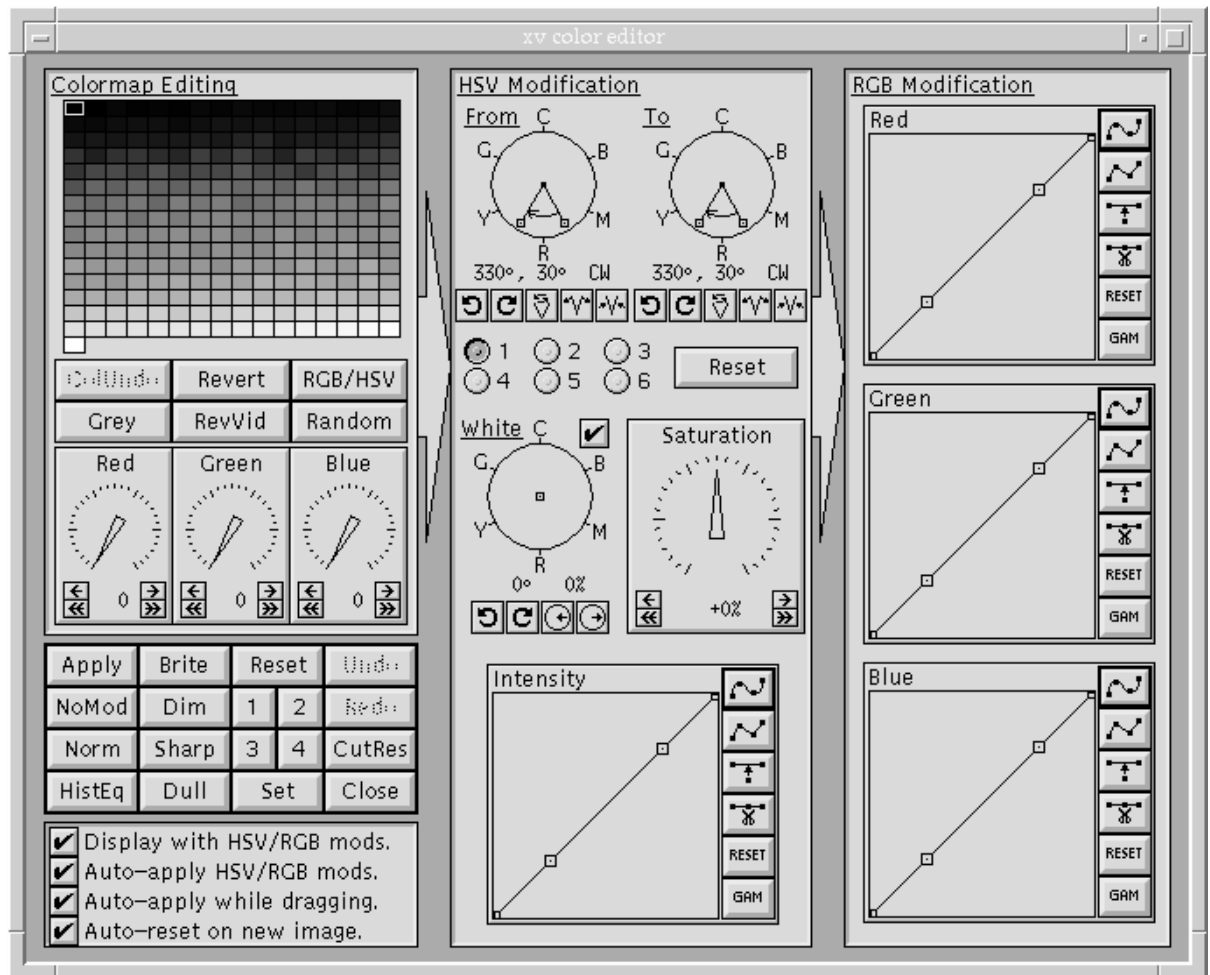 xv color editor
Colormap Editing
ColUndo Revert RGB/HSV
Grey RevVid Random
Red Green Blue
0 0 0
Apply Brite Reset Undo
NoMod Dim 1 2 Redo
Norm Sharp 3 4 CutRes
HistEq Dull Set Close
Display with HSV/RGB mods.
Auto-apply HSV/RGB mods.
Auto-apply while dragging.
Auto-reset on new image.
HSV Modification
From To
C
G B
Y M
R
330°, 30° CW
C
G B
Y M
R
330°, 30° CW
1 2 3
4 5 6
Reset
White
C
G B
Y M
R
0° 0%
Saturation
+0%
Intensity
RESET
GAM
RGB Modification
Red
RESET
GAM
Green
RESET
GAM
Blue
RESET
GAM